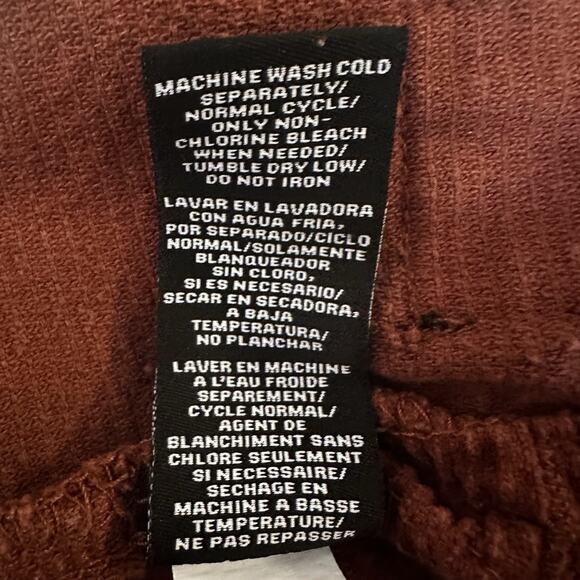 MACHINE WASH COLD
SEPARATELY/
NORMAL CYCLE/
ONLY NON-
CHLORINE BLEACH
WHEN NEEDED/
TUMBLE DRY LOW/
DO NOT IRON
LAVAR EN LAVADORA
CON AGUA FRIA,
POR SEPARADO/CICLO
NORMAL/SOLAMENTE
BLANQUEADOR
SIN CLORO,
SI ES NECESARIO/
SECAR EN SECADORA,
A BAJA
TEMPERATURA/
NO PLANCHAR
LAVER EN MACHINE
A L'EAU FROIDE
SEPAREMENT/
CYCLE NORMAL/
AGENT DE
BLANCHIMENT SANS
CHLORE SEULEMENT
SI NECESSAIRE/
SECHAGE EN
MACHINE A BASSE
TEMPERATURE/
NE PAS REPASSER